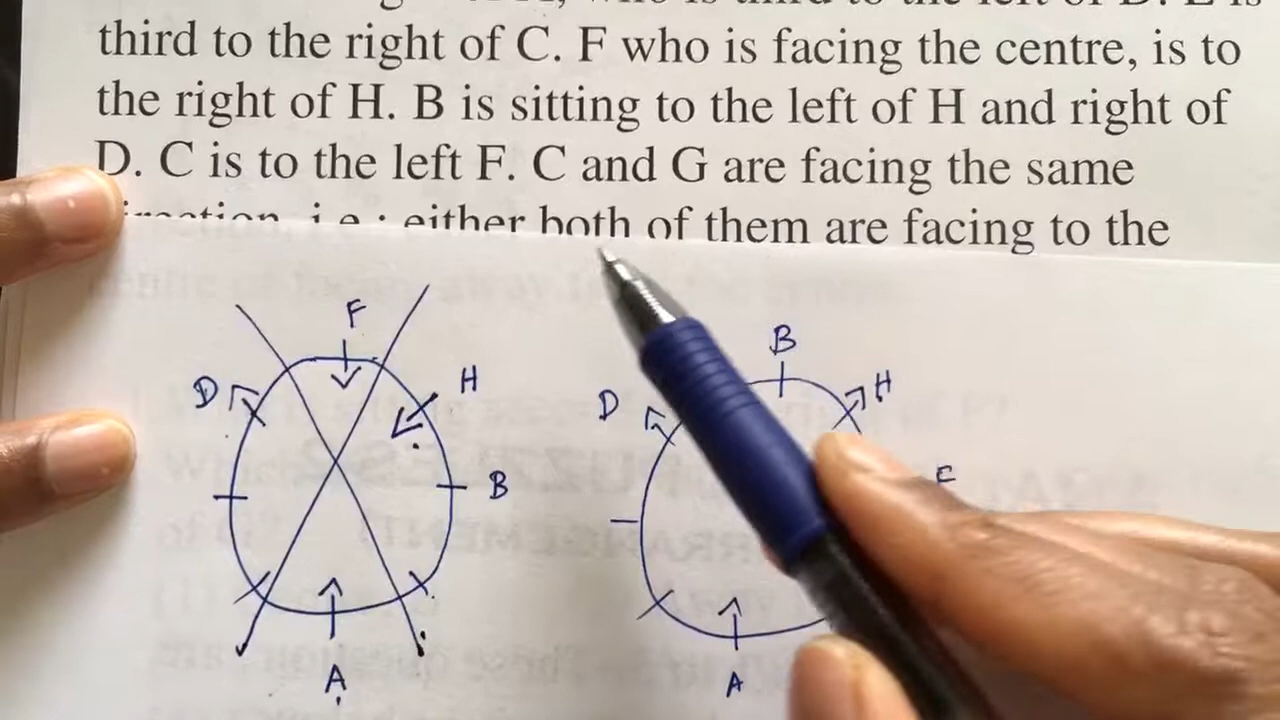 third to the right of C. F who is facing the centre, is to
the right of H. B is sitting to the left of H and right of
D. C is to the left F. C and G are facing the same
direction, i.e.: either both of them are facing to the
F
B
D
H
D
H
B
E
A
A